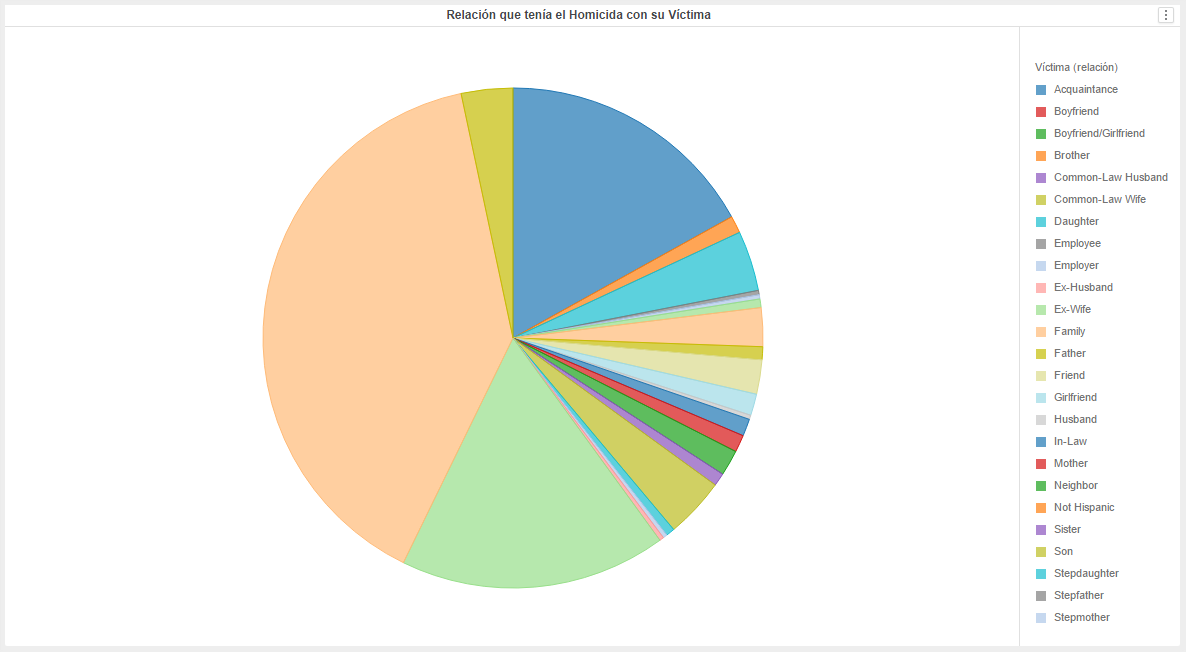 Relación que tenía el Homicida con su Víctima
Víctima (relación)
Acquaintance
Boyfriend
Boyfriend/Girlfriend
Brother
Common-Law Husband
Common-Law Wife
Daughter
Employee
Employer
Ex-Husband
Ex-Wife
Family
Father
Friend
Girlfriend
Husband
In-Law
Mother
Neighbor
Not Hispanic
Sister
Son
Stepdaughter
Stepfather
Stepmother